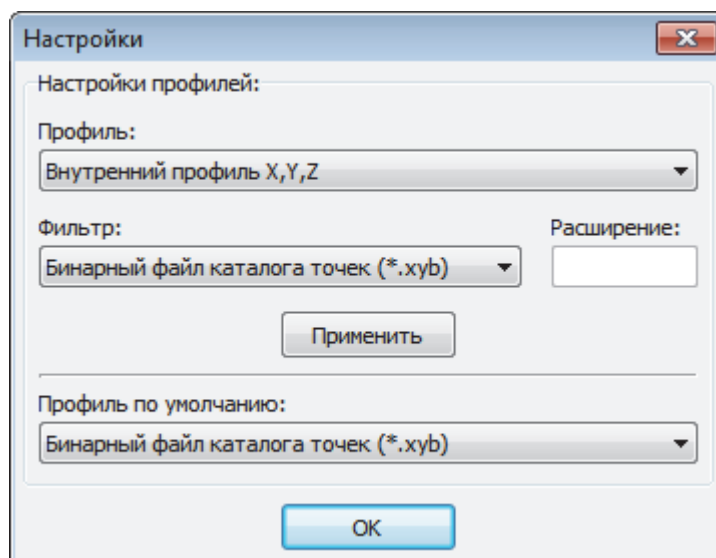 Настройки
Настройки профилей:
Профиль:
Внутренний профиль X,Y,Z
Фильтр: Расширение:
Бинарный файл каталога точек (*.xyb)
Применить
Профиль по умолчанию:
Бинарный файл каталога точек (*.xyb)
OK